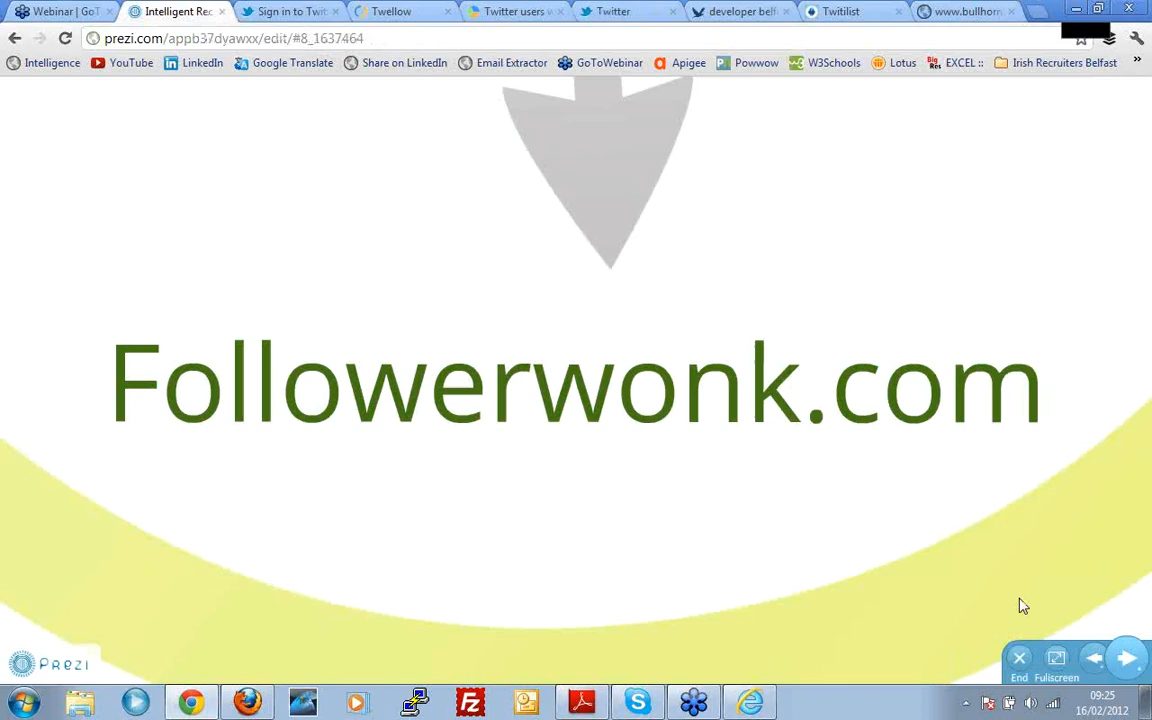 Webinar | GoT
Intelligent Rec
Sign in to Twit
Twellow
Twitter users w
Twitter
developer belf
Twitilist
www.bullhorn
prezi.com/appb37dyawxx/edit/#8_1637464
Intelligence
YouTube
LinkedIn
Google Translate
Share on LinkedIn
Email Extractor
GoToWebinar
Apigee
Powwow
W3Schools
Lotus
EXCEL ::
Irish Recruiters Belfast
Followerwonk.com
Prezi
End
Fullscreen
09:25
16/02/2012